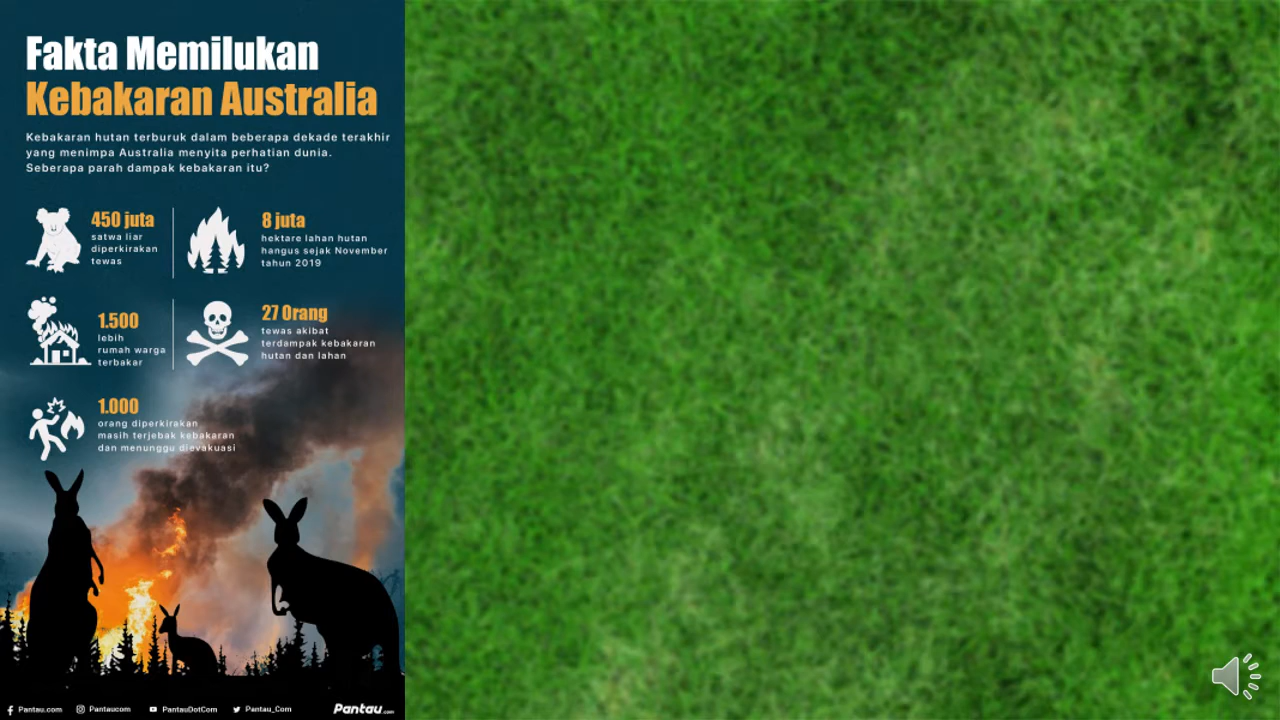 Fakta Memilukan
Kebakaran Australia
Kebakaran hutan terburuk dalam beberapa dekade terakhir
yang menimpa Australia menyita perhatian dunia.
Seberapa parah dampak kebakaran itu?
450 juta
satwa liar
diperkirakan
tewas
8 juta
hektare lahan hutan
hangus sejak November
tahun 2019
1.500
lebih
rumah warga
terbakar
27 Orang
tewas akibat
terdampak kebakaran
hutan dan lahan
1.000
orang diperkirakan
masih terjebak kebakaran
dan menunggu dievakuasi
Pantau.com Pantaucom PantauDotCom Pantau_Com Pantau.com